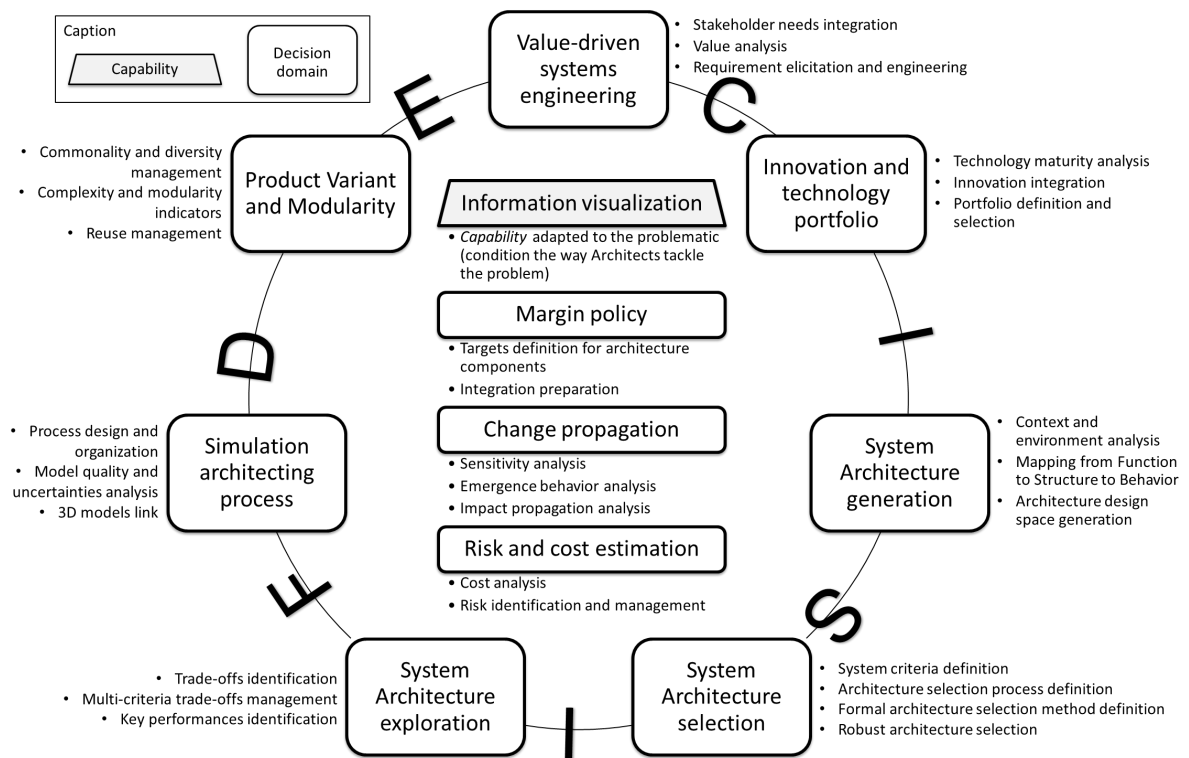 Caption
Capability
Decision
domain
Value-driven
systems
engineering
• Stakeholder needs integration
• Value analysis
• Requirement elicitation and engineering
C
Innovation and
technology
portfolio
• Technology maturity analysis
• Innovation integration
• Portfolio definition and
selection
I
System
Architecture
generation
• Context and
environment analysis
• Mapping from Function
to Structure to Behavior
• Architecture design
space generation
S
System
Architecture
selection
• System criteria definition
• Architecture selection process definition
• Formal architecture selection method definition
• Robust architecture selection
I
System
Architecture
exploration
• Trade-offs identification
• Multi-criteria trade-offs management
• Key performances identification
F
Simulation
architecting
process
• Process design and
organization
• Model quality and
uncertainties analysis
• 3D models link
D
Product Variant
and Modularity
• Commonality and diversity
management
• Complexity and modularity
indicators
• Reuse management
E
Information visualization
• Capability adapted to the problematic
(condition the way Architects tackle
the problem)
Margin policy
• Targets definition for architecture
components
• Integration preparation
Change propagation
• Sensitivity analysis
• Emergence behavior analysis
• Impact propagation analysis
Risk and cost estimation
• Cost analysis
• Risk identification and management